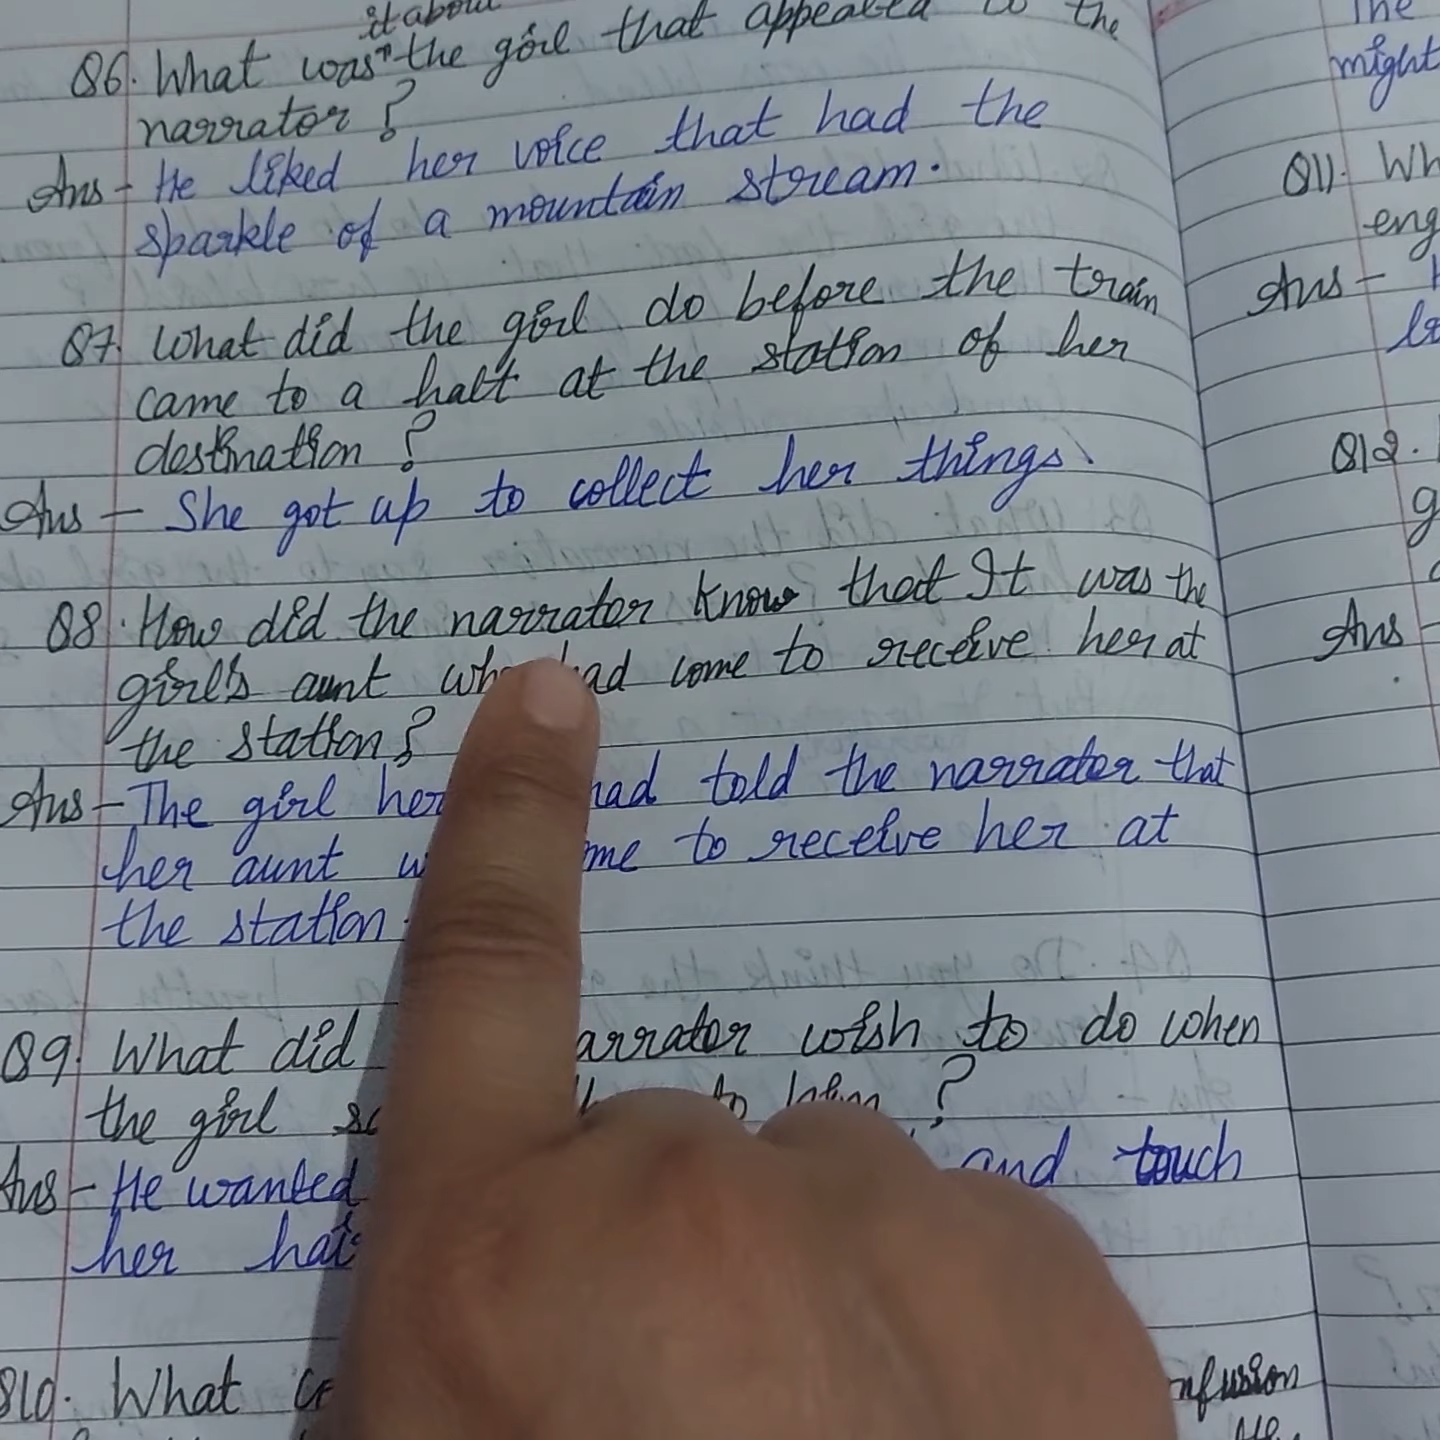 it about
Q6. What was the girl that appealed to the
narrator ?
Ans - He liked her voice that had the
sparkle of a mountain stream.
Q7. What did the girl do before the train
came to a halt at the station of her
destination ?
Ans - She got up to collect her things.
Q8. How did the narrator know that It was the
girl's aunt who had come to receive her at
the station?
Ans - The girl her had told the narrator that
her aunt me to receive her at
the station.
Q9. What did arrator wish to do when
the girl to him ?
Ans - He wanted and touch
her hair
Q10. What nfusion
The
might
Q11. Wh
eng
Ans -
Q12.
g
Ans -